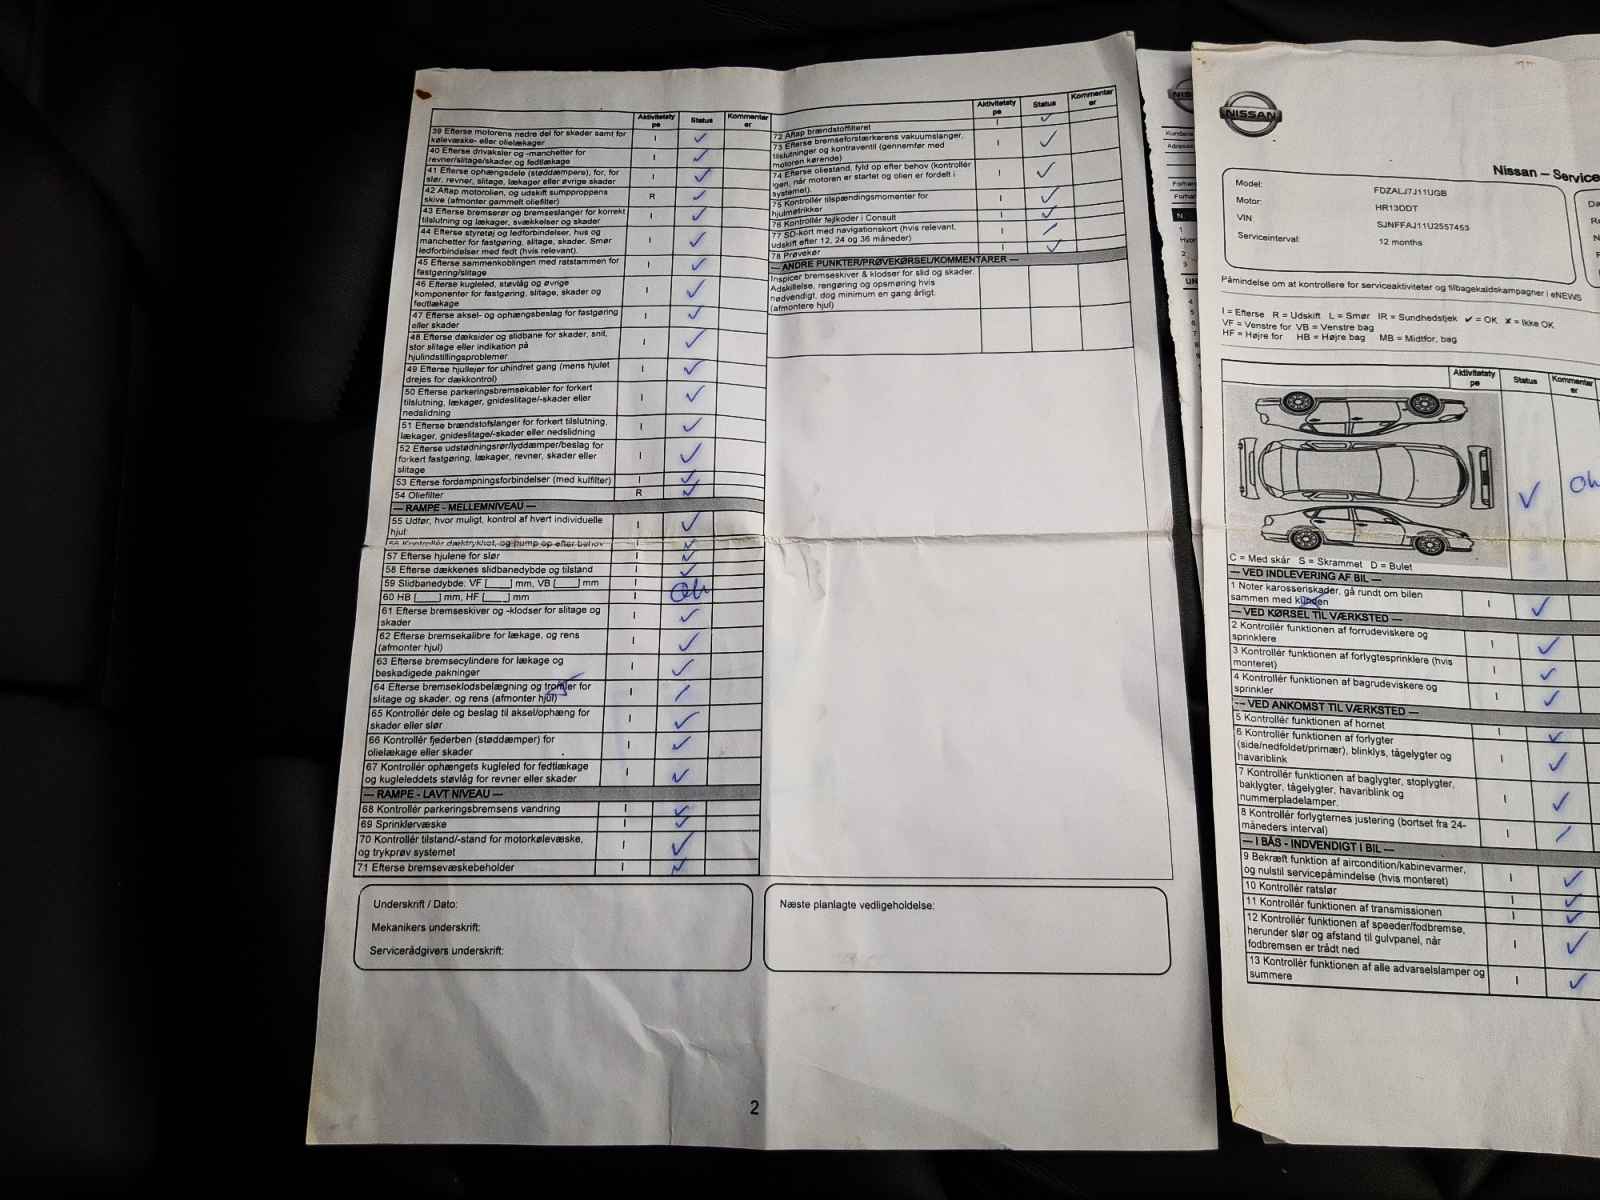 Aktivitetsty
pe
Status
Kommentar
er
39 Efterse motorens nedre del for skader samt for
kølevæske- eller olielækager
I ✓
40 Efterse drivaksler og -manchetter for
revner/slitage/skader og fedtlækage
I ✓
41 Efterse ophængsdele (støddæmpere), for, for
slør, revner, slitage, lækager eller øvrige skader
I ✓
42 Aftap motorolien, og udskift sumpproppens
skive (afmonter gammelt oliefilter)
R ✓
43 Efterse bremserør og bremseslanger for korrekt
tilslutning og lækager, svækkelser og skader
I ✓
44 Efterse styretøj og ledforbindelser, hus og
manchetter for fastgøring, slitage, skader. Smør
ledforbindelser med fedt (hvis relevant).
I ✓
45 Efterse sammenkoblingen med ratstammen for
fastgøring/slitage
I ✓
46 Efterse kugleled, støvlåg og øvrige
komponenter for fastgøring, slitage, skader og
fedtlækage
I ✓
47 Efterse aksel- og ophængsbeslag for fastgøring
eller skader
I ✓
48 Efterse dæksider og slidbane for skader, snit,
stor slitage eller indikation på
hjulindstillingsproblemer
I ✓
49 Efterse hjullejer for uhindret gang (mens hjulet
drejes for dækkontrol)
I ✓
50 Efterse parkeringsbremsekabler for forkert
tilslutning, lækager, gnideslitage/-skader eller
nedslidning
I ✓
51 Efterse brændstofslanger for forkert tilslutning,
lækager, gnideslitage/-skader eller nedslidning
I ✓
52 Efterse udstødningsrør/lyddæmper/beslag for
forkert fastgøring, lækager, revner, skader eller
slitage
I ✓
53 Efterse fordampningsforbindelser (med kulfilter) I ✓
54 Oliefilter R ✓
— RAMPE - MELLEMNIVEAU —
55 Udfør, hvor muligt, kontrol af hvert individuelle
hjul
I ✓
56 Kontrollér dæktrykket, og pump op efter behov I ✓
57 Efterse hjulene for slør I ✓
58 Efterse dækkenes slidbanedybde og tilstand I ✓
59 Slidbanedybde: VF [____] mm, VB [____] mm I
60 HB [____] mm, HF [____] mm I Ok
61 Efterse bremseskiver og -klodser for slitage og
skader
I ✓
62 Efterse bremsekalibre for lækage, og rens
(afmonter hjul)
I ✓
63 Efterse bremsecylindere for lækage og
beskadigede pakninger
I ✓
64 Efterse bremseklodsbelægning og tromler for
slitage og skader, og rens (afmonter hjul)
I /
65 Kontrollér dele og beslag til aksel/ophæng for
skader eller slør
I ✓
66 Kontrollér fjederben (støddæmper) for
olielækage eller skader
I ✓
67 Kontrollér ophængets kugleled for fedtlækage
og kugleleddets støvlåg for revner eller skader
I ✓
— RAMPE - LAVT NIVEAU —
68 Kontrollér parkeringsbremsens vandring I ✓
69 Sprinklervæske I ✓
70 Kontrollér tilstand/-stand for motorkølevæske,
og trykprøv systemet
I ✓
71 Efterse bremsevæskebeholder I ✓
Aktivitetsty
pe
Status
Kommentar
er
72 Aftap brændstoffilteret I ✓
73 Efterse bremseforstærkerens vakuumslanger,
tilslutninger og kontraventil (gennemfør med
motoren kørende)
I ✓
74 Efterse oliestand, fyld op efter behov (kontrollér
igen, når motoren er startet og olien er fordelt i
systemet).
I ✓
75 Kontrollér tilspændingsmomenter for
hjulmøtrikker
I ✓
76 Kontrollér fejlkoder i Consult I ✓
77 SD-kort med navigationskort (hvis relevant,
udskift efter 12, 24 og 36 måneder)
I /
78 Prøvekør I ✓
— ANDRE PUNKTER/PRØVEKØRSEL/KOMMENTARER —
Inspicer bremseskiver & klodser for slid og skader.
Adskillelse, rengøring og opsmøring hvis
nødvendigt, dog minimum en gang årligt.
(afmontere hjul)
Underskrift / Dato:
Mekanikers underskrift:
Servicerådgivers underskrift:
Næste planlagte vedligeholdelse:
2
NISSAN
Nissan – Service
Model: FDZALJ7J11UGB
Motor: HR13DDT
VIN SJNFFAJ11U2557453
Serviceinterval: 12 months
Påmindelse om at kontrollere for serviceaktiviteter og tilbagekaldskampagner i eNEWS
I = Efterse R = Udskift L = Smør IR = Sundhedstjek ✔ = OK ✘ = Ikke OK
VF = Venstre for VB = Venstre bag
HF = Højre for HB = Højre bag MB = Midtfor, bag
Aktivitetsty
pe
Status
Kommentar
er
✓ Ok
C = Med skår S = Skrammet D = Bulet
— VED INDLEVERING AF BIL —
1 Noter karosseriskader, gå rundt om bilen
sammen med kunden
I ✓
— VED KØRSEL TIL VÆRKSTED —
2 Kontrollér funktionen af forrudeviskere og
sprinklere
I ✓
3 Kontrollér funktionen af forlygtesprinklere (hvis
monteret)
I ✓
4 Kontrollér funktionen af bagrudeviskere og
sprinkler
I ✓
— VED ANKOMST TIL VÆRKSTED —
5 Kontrollér funktionen af hornet I ✓
6 Kontrollér funktionen af forlygter
(side/nedfoldet/primær), blinklys, tågelygter og
havariblink
I ✓
7 Kontrollér funktionen af baglygter, stoplygter,
baklygter, tågelygter, havariblink og
nummerpladelamper.
I ✓
8 Kontrollér forlygternes justering (bortset fra 24-
måneders interval)
I /
— I BÅS - INDVENDIGT I BIL —
9 Bekræft funktion af aircondition/kabinevarmer,
og nulstil servicepåmindelse (hvis monteret)
I ✓
10 Kontrollér ratslør I ✓
11 Kontrollér funktionen af transmissionen I ✓
12 Kontrollér funktionen af speeder/fodbremse,
herunder slør og afstand til gulvpanel, når
fodbremsen er trådt ned
I ✓
13 Kontrollér funktionen af alle advarselslamper og
summere
I ✓